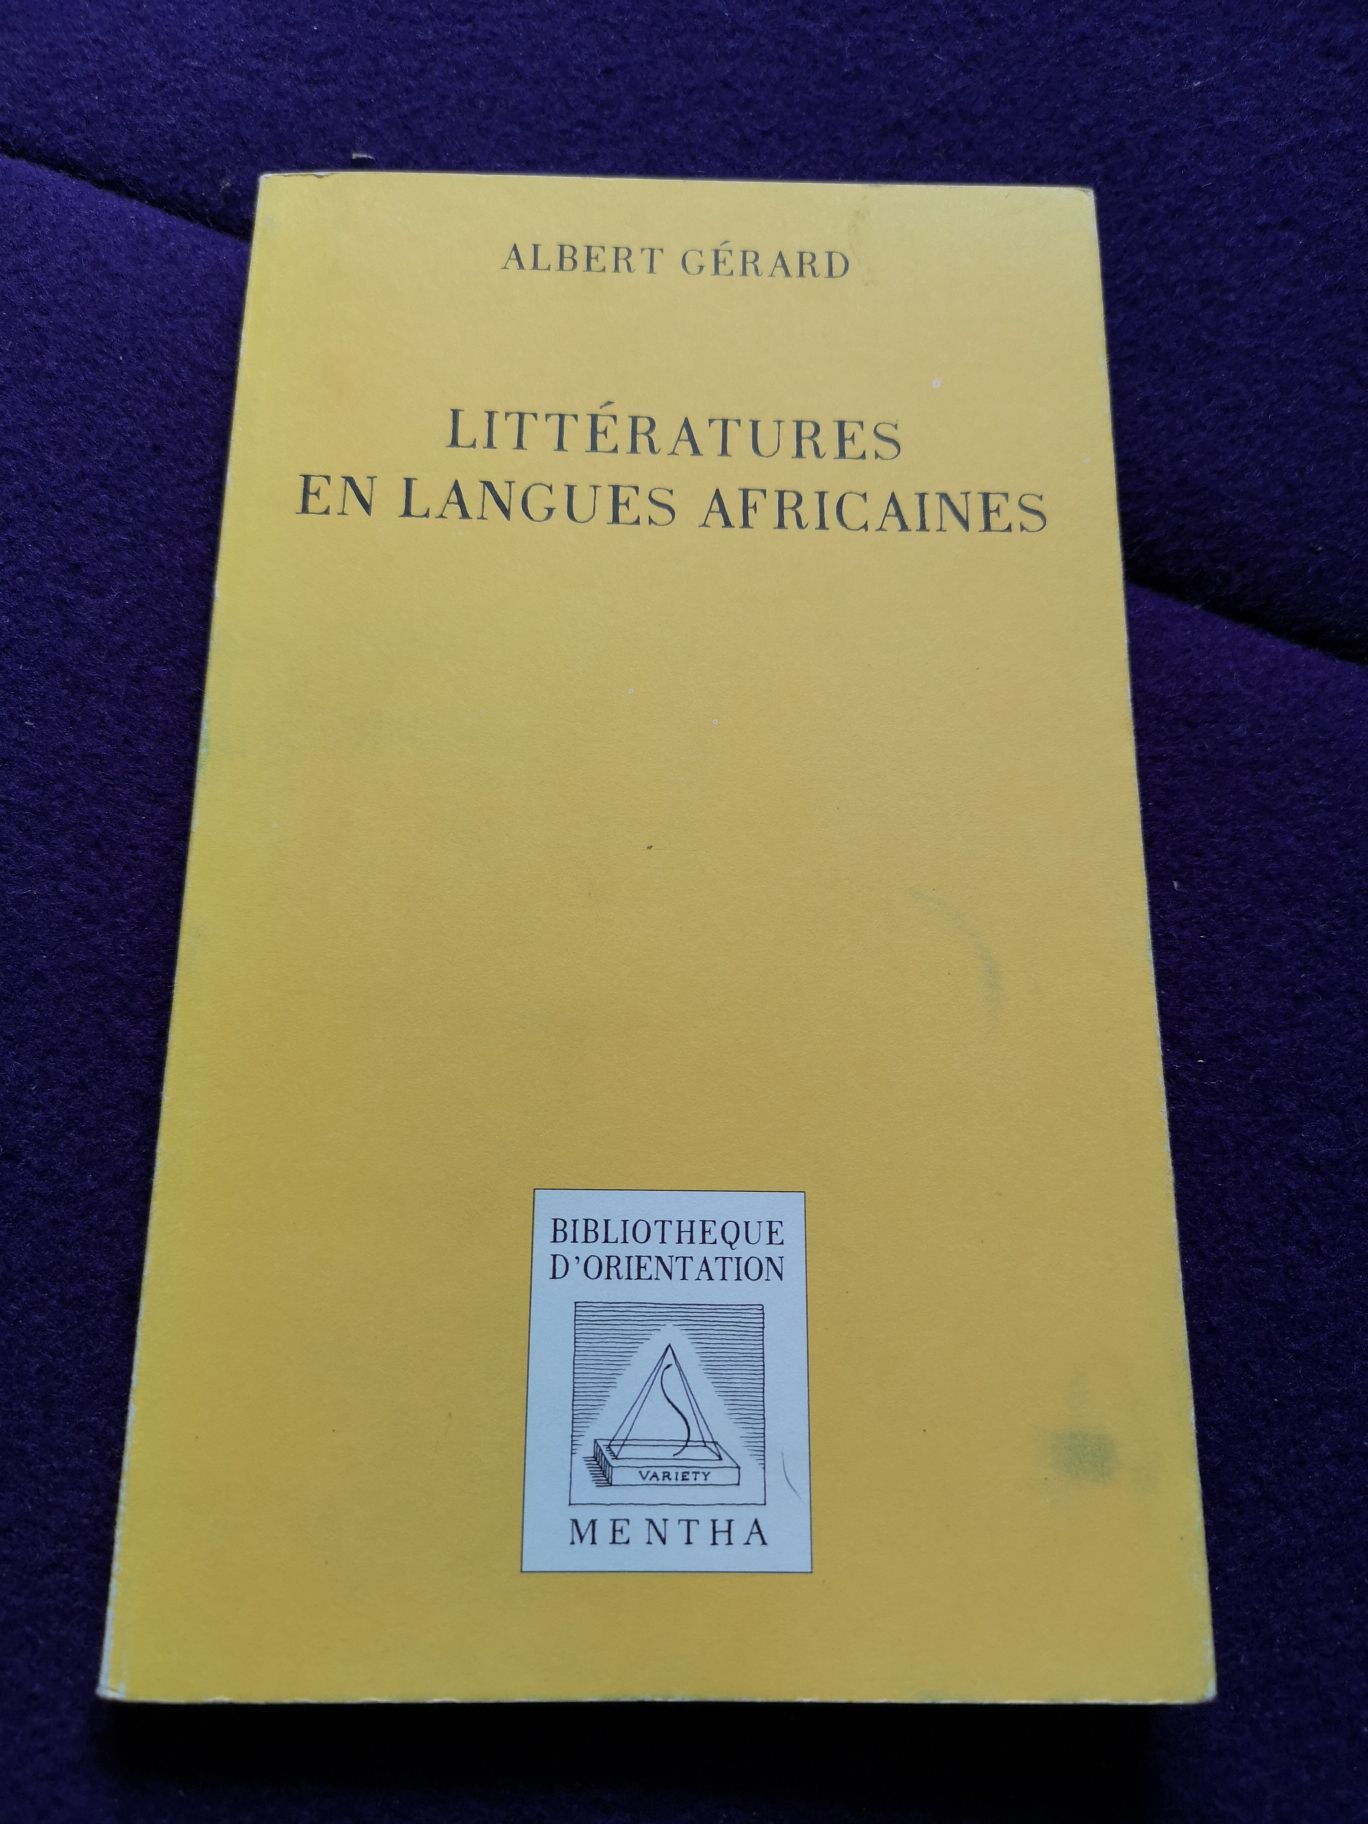 ALBERT GÉRARD
LITTÉRATURES
EN LANGUES AFRICAINES
BIBLIOTHEQUE
D'ORIENTATION
VARIETY
MENTHA